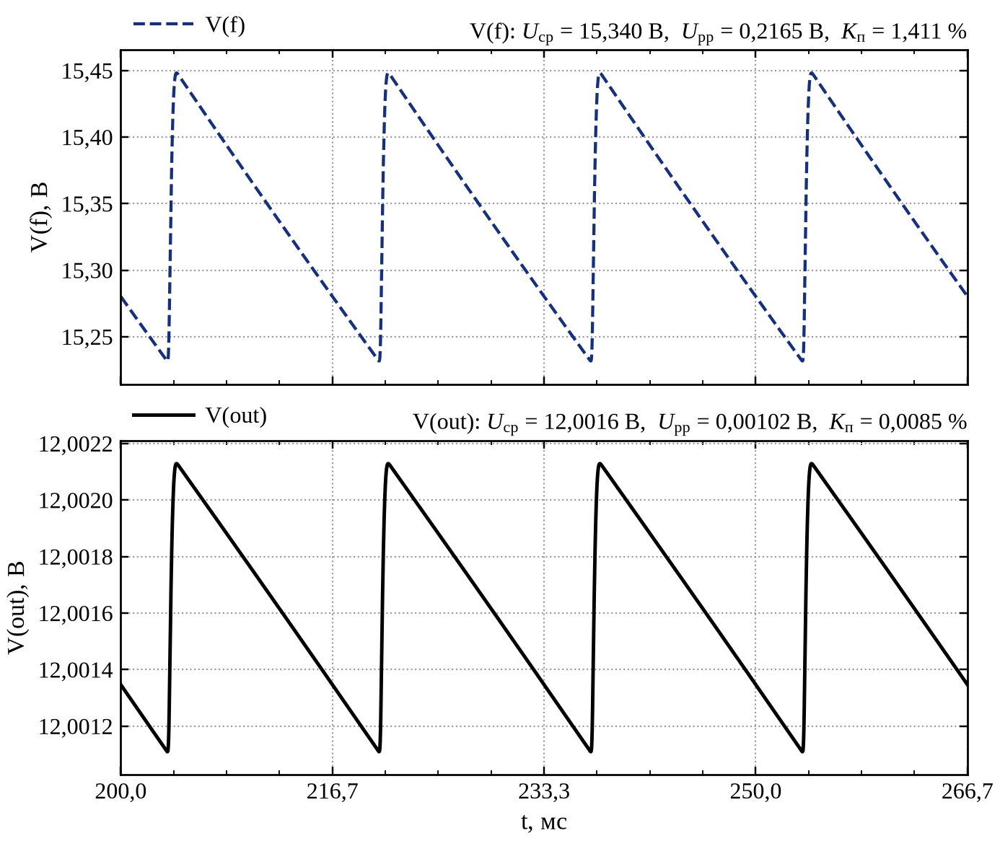 V(f)
V(f): Uср = 15,340 В, Upp = 0,2165 В, Kп = 1,411 %
15,45
15,40
15,35
15,30
15,25
V(f), В
V(out)
V(out): Uср = 12,0016 В, Upp = 0,00102 В, Kп = 0,0085 %
12,0022
12,0020
12,0018
12,0016
12,0014
12,0012
V(out), В
200,0 216,7 233,3 250,0 266,7
t, мс